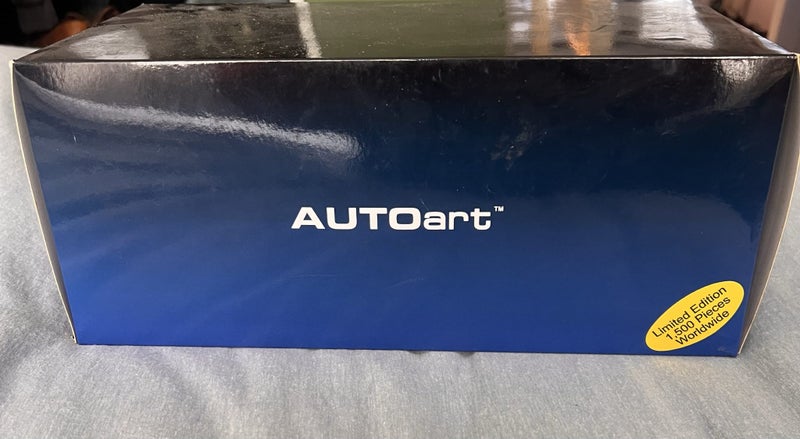 AUTOart™
Limited Edition
1,500 Pieces
Worldwide